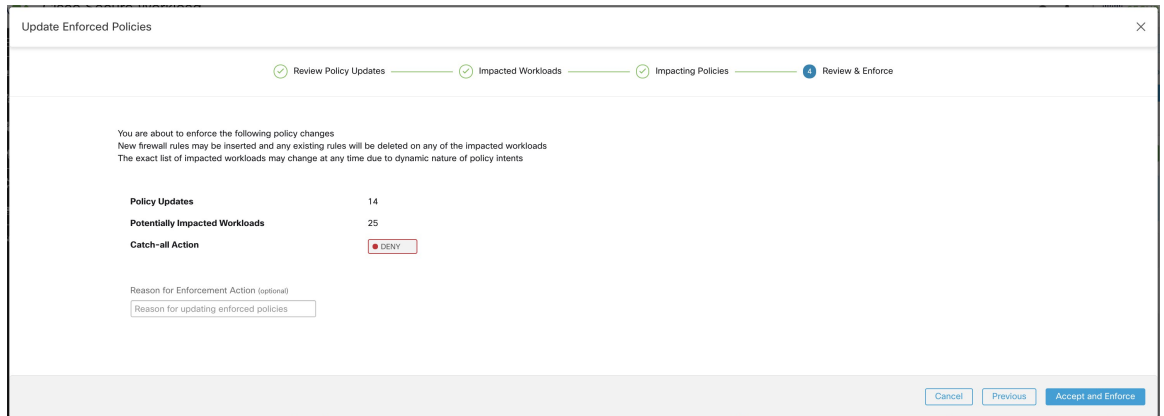 Update Enforced Policies
Review Policy Updates
Impacted Workloads
Impacting Policies
4 Review & Enforce
You are about to enforce the following policy changes
New firewall rules may be inserted and any existing rules will be deleted on any of the impacted workloads
The exact list of impacted workloads may change at any time due to dynamic nature of policy intents
Policy Updates 14
Potentially Impacted Workloads 25
Catch-all Action DENY
Reason for Enforcement Action (optional)
Reason for updating enforced policies
Cancel Previous Accept and Enforce